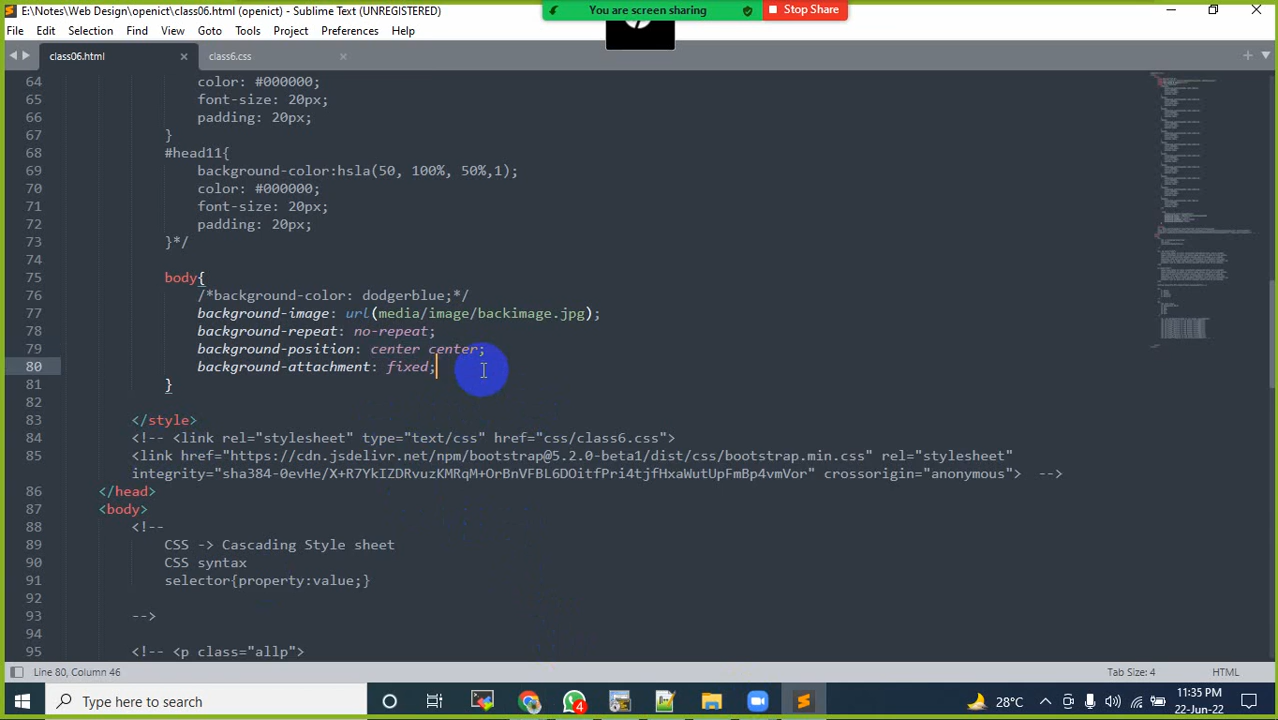 E:\Notes\Web Design\openict\class06.html (openict) - Sublime Text (UNREGISTERED)
You are screen sharing
Stop Share
File Edit Selection Find View Goto Tools Project Preferences Help
class06.html
class6.css
64 color: #000000;
65 font-size: 20px;
66 padding: 20px;
67 }
68 #head11{
69 background-color:hsla(50, 100%, 50%,1);
70 color: #000000;
71 font-size: 20px;
72 padding: 20px;
73 }*/
74
75 body{
76 /*background-color: dodgerblue;*/
77 background-image: url(media/image/backimage.jpg);
78 background-repeat: no-repeat;
79 background-position: center center;
80 background-attachment: fixed;
81 }
82
83 </style>
84 <!-- <link rel="stylesheet" type="text/css" href="css/class6.css">
85 <link href="https://cdn.jsdelivr.net/npm/bootstrap@5.2.0-beta1/dist/css/bootstrap.min.css" rel="stylesheet"
integrity="sha384-0evHe/X+R7YkIZDRvuzKMRqM+OrBnVFBL6DOitfPri4tjfHxaWutUpFmBp4vmVor" crossorigin="anonymous"> -->
86 </head>
87 <body>
88 <!--
89 CSS -> Cascading Style sheet
90 CSS syntax
91 selector{property:value;}
92
93 -->
94
95 <!-- <p class="allp">
Line 80, Column 46
Tab Size: 4
HTML
Type here to search
4
28°C
11:35 PM
22-Jun-22